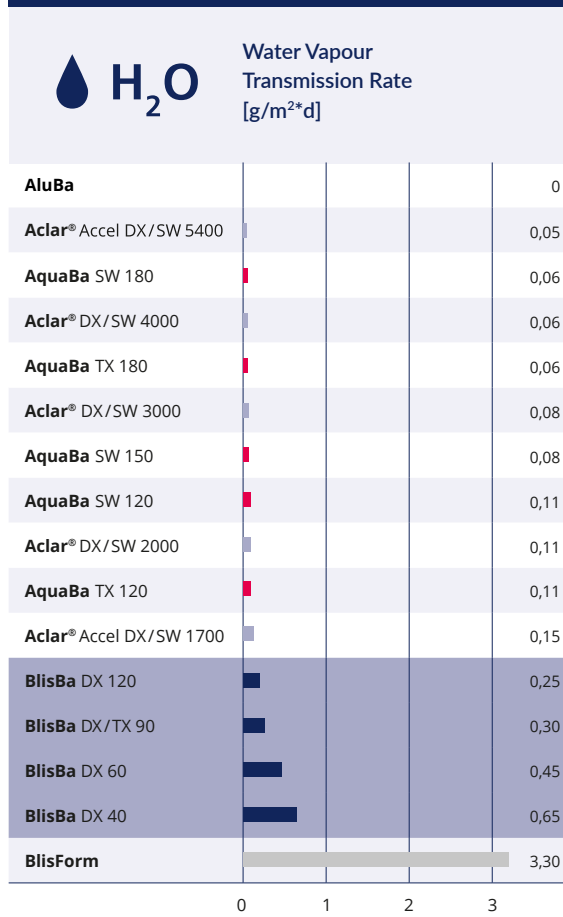 H₂O
Water Vapour
Transmission Rate
[g/m²*d]
AluBa 0
Aclar® Accel DX/SW 5400 0,05
AquaBa SW 180 0,06
Aclar® DX/SW 4000 0,06
AquaBa TX 180 0,06
Aclar® DX/SW 3000 0,08
AquaBa SW 150 0,08
AquaBa SW 120 0,11
Aclar® DX/SW 2000 0,11
AquaBa TX 120 0,11
Aclar® Accel DX/SW 1700 0,15
BlisBa DX 120 0,25
BlisBa DX/TX 90 0,30
BlisBa DX 60 0,45
BlisBa DX 40 0,65
BlisForm 3,30
0 1 2 3